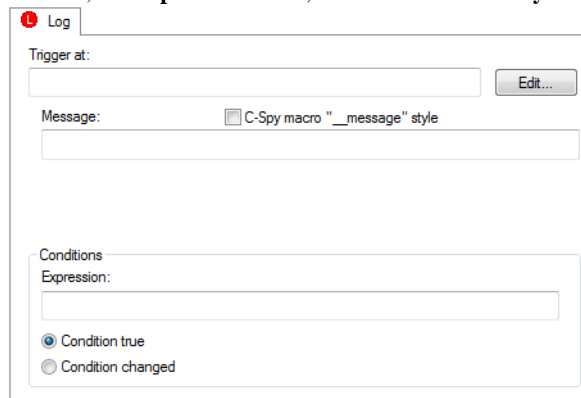 L Log
Trigger at:
Edit...
Message: C-Spy macro "__message" style
Conditions
Expression:
Condition true
Condition changed